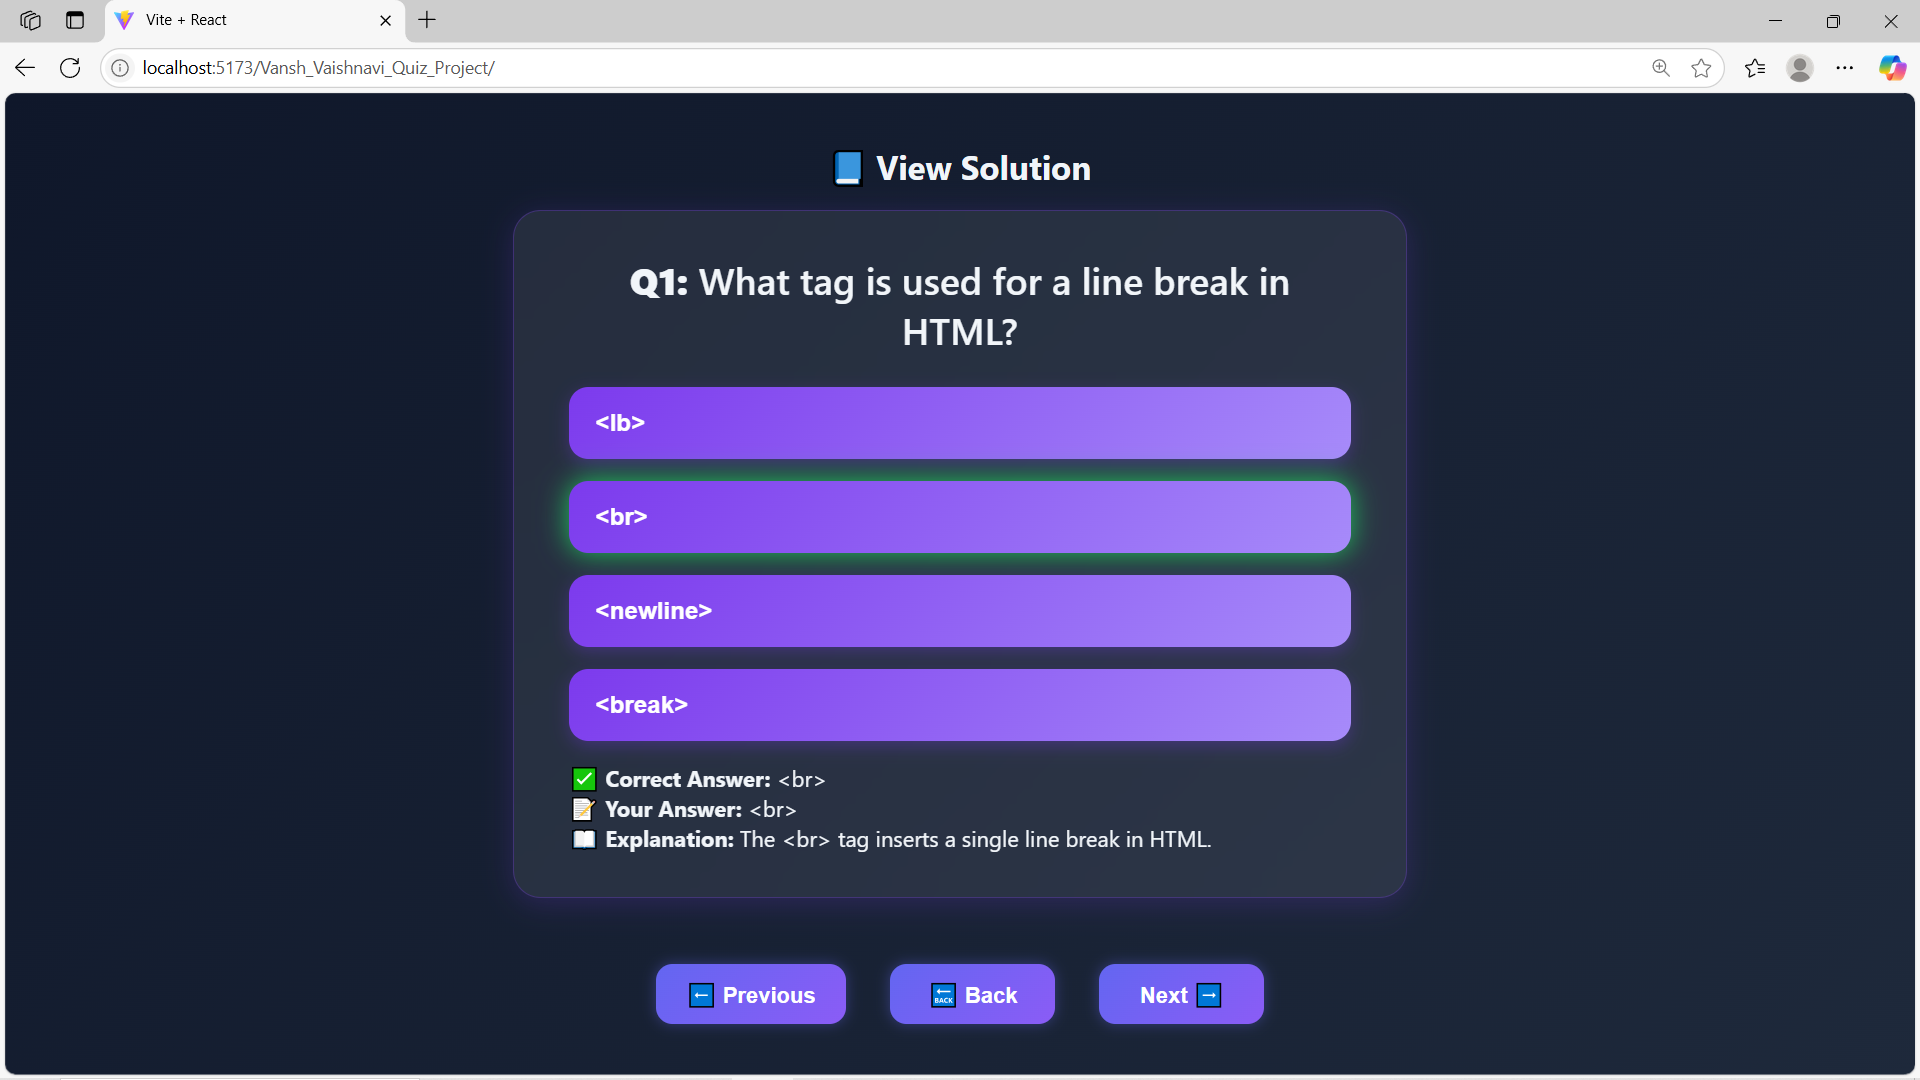 Vite + React
localhost:5173/Vansh_Vaishnavi_Quiz_Project/
📘 View Solution
Q1: What tag is used for a line break in
HTML?
<lb>
<br>
<newline>
<break>
✅ Correct Answer: <br>
📝 Your Answer: <br>
📖 Explanation: The <br> tag inserts a single line break in HTML.
⬅️ Previous
🔙 Back
Next ➡️